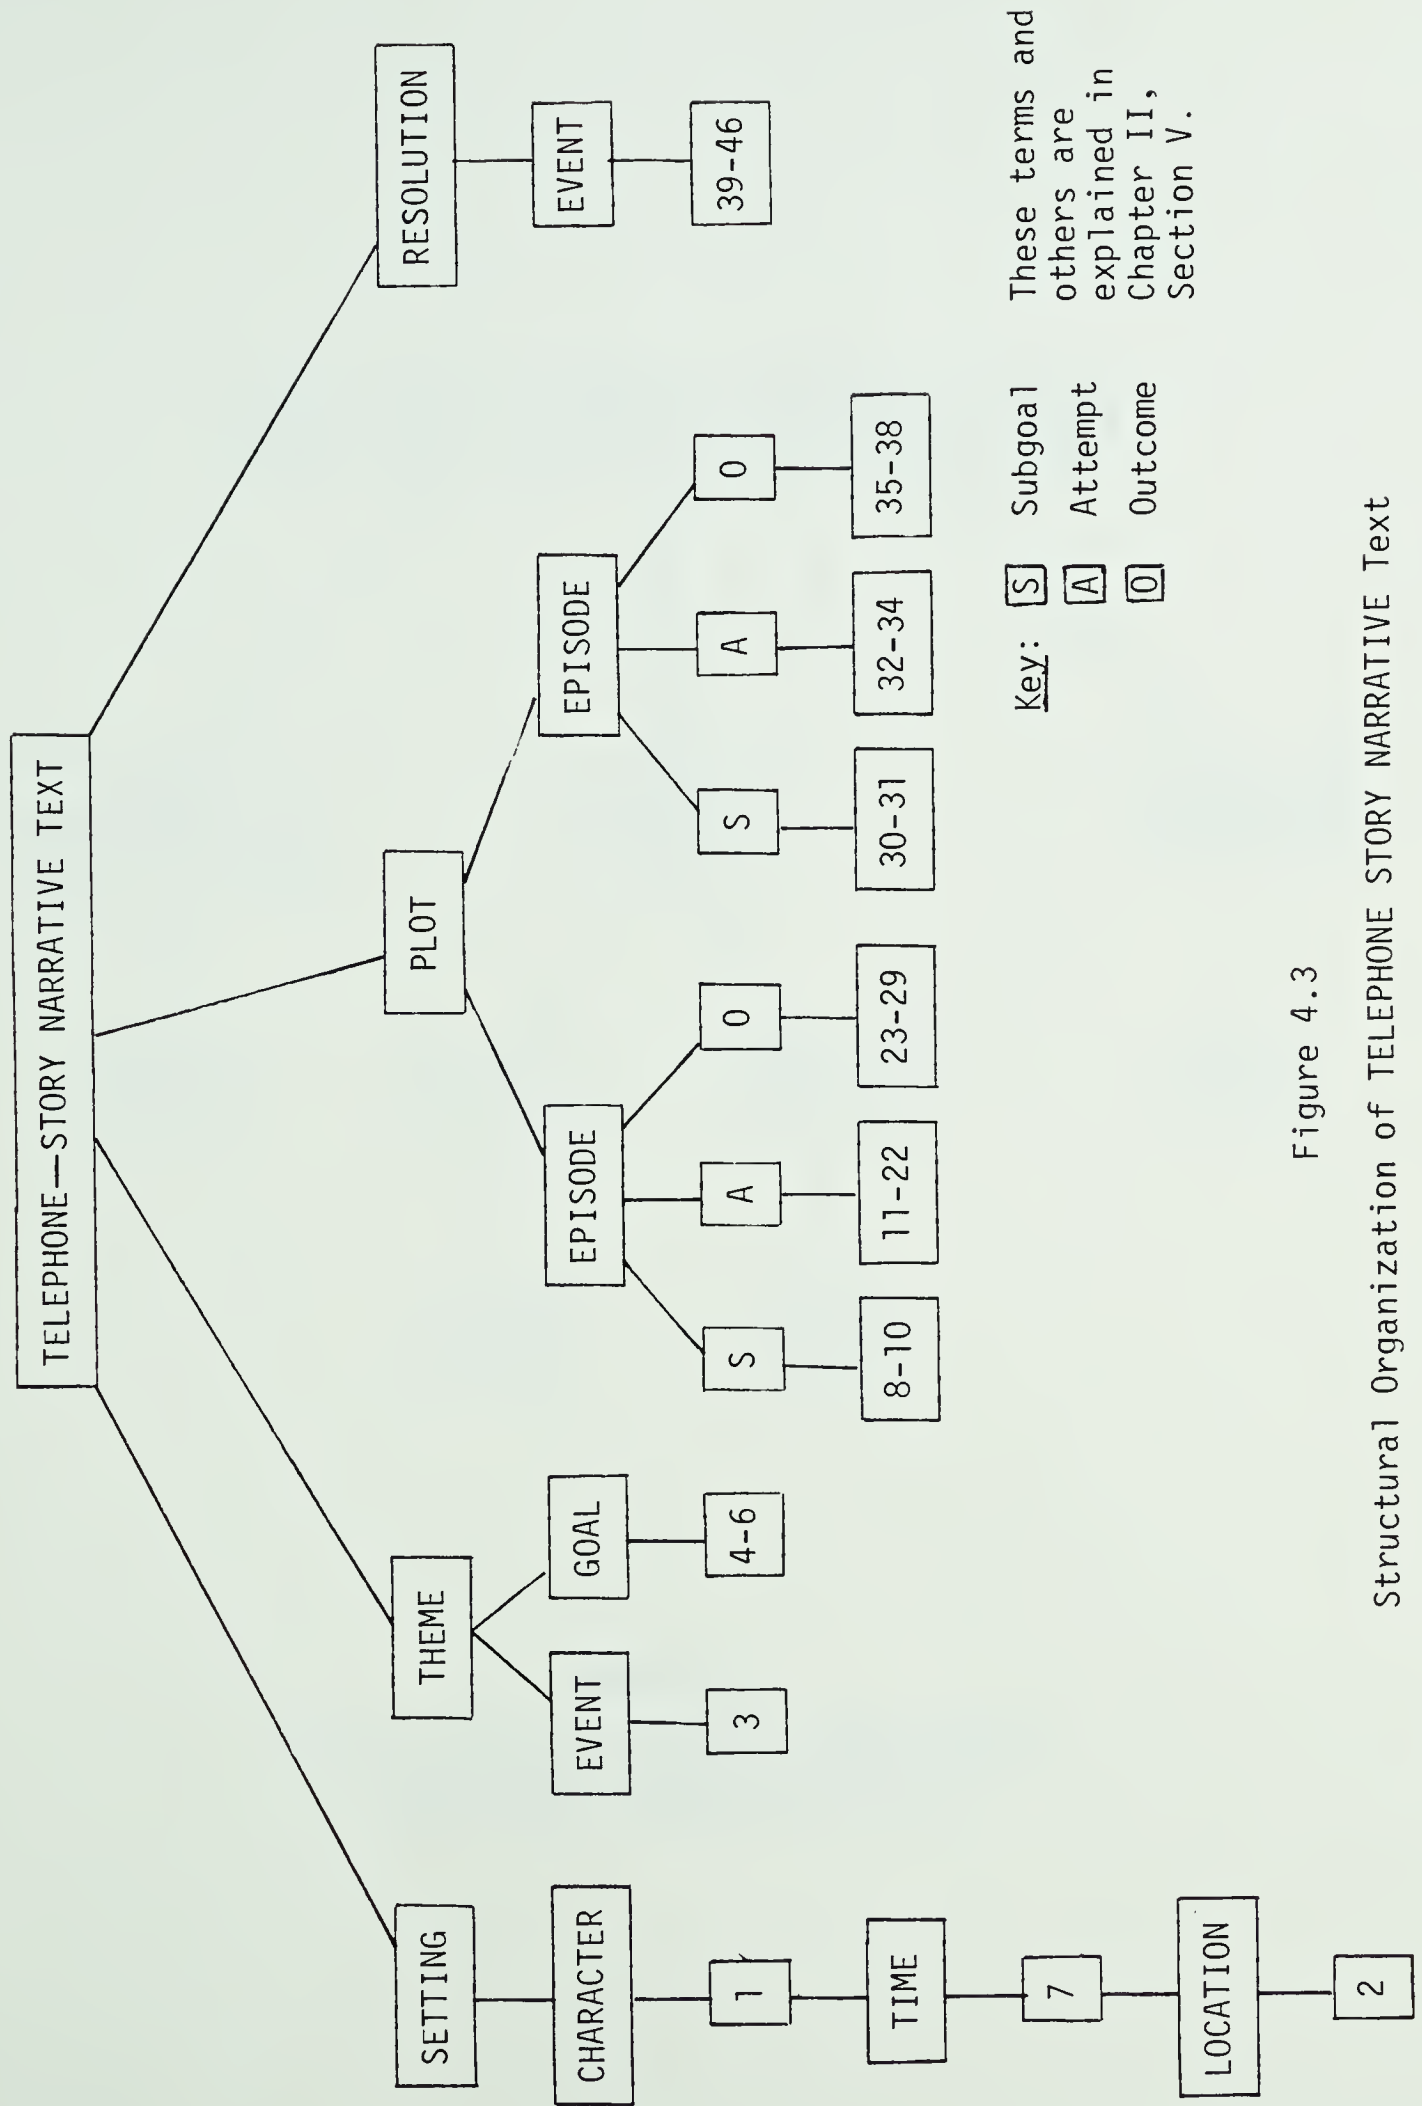 TELEPHONE—STORY NARRATIVE TEXT
SETTING
THEME
PLOT
RESOLUTION
CHARACTER
EVENT
GOAL
EPISODE
EPISODE
EVENT
1
3
4-6
S
A
O
S
A
O
39-46
TIME
8-10
11-22
23-29
30-31
32-34
35-38
7
LOCATION
2
Key:
S Subgoal
A Attempt
O Outcome
These terms and
others are
explained in
Chapter II,
Section V.
Figure 4.3
Structural Organization of TELEPHONE STORY NARRATIVE Text